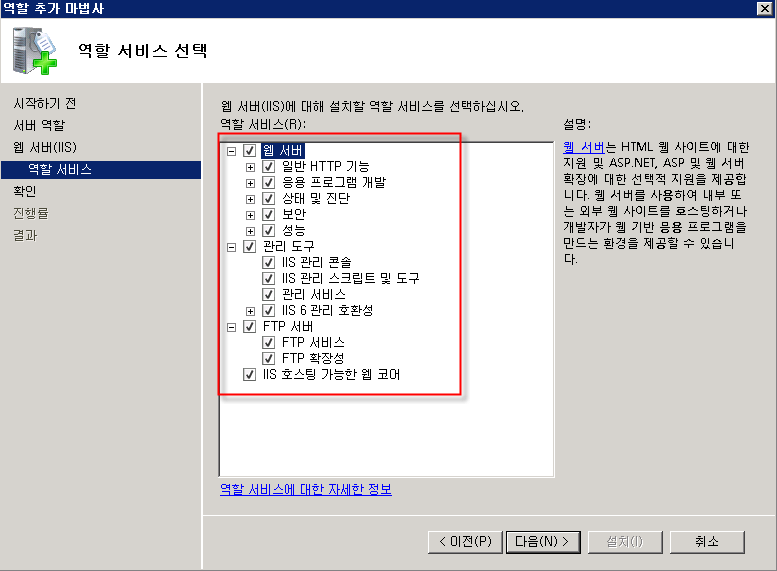 역할 추가 마법사
역할 서비스 선택
시작하기 전
서버 역할
웹 서버(IIS)
역할 서비스
확인
진행률
결과
웹 서버(IIS)에 대해 설치할 역할 서비스를 선택하십시오.
역할 서비스(R):
웹 서버
일반 HTTP 기능
응용 프로그램 개발
상태 및 진단
보안
성능
관리 도구
IIS 관리 콘솔
IIS 관리 스크립트 및 도구
관리 서비스
IIS 6 관리 호환성
FTP 서버
FTP 서비스
FTP 확장성
IIS 호스팅 가능한 웹 코어
역할 서비스에 대한 자세한 정보
설명:
웹 서버는 HTML 웹 사이트에 대한
지원 및 ASP.NET, ASP 및 웹 서버
확장에 대한 선택적 지원을 제공합니
다. 웹 서버를 사용하여 내부 또
는 외부 웹 사이트를 호스팅하거나
개발자가 웹 기반 응용 프로그램을
만드는 환경을 제공할 수 있습니
다.
< 이전(P)
다음(N) >
설치(I)
취소